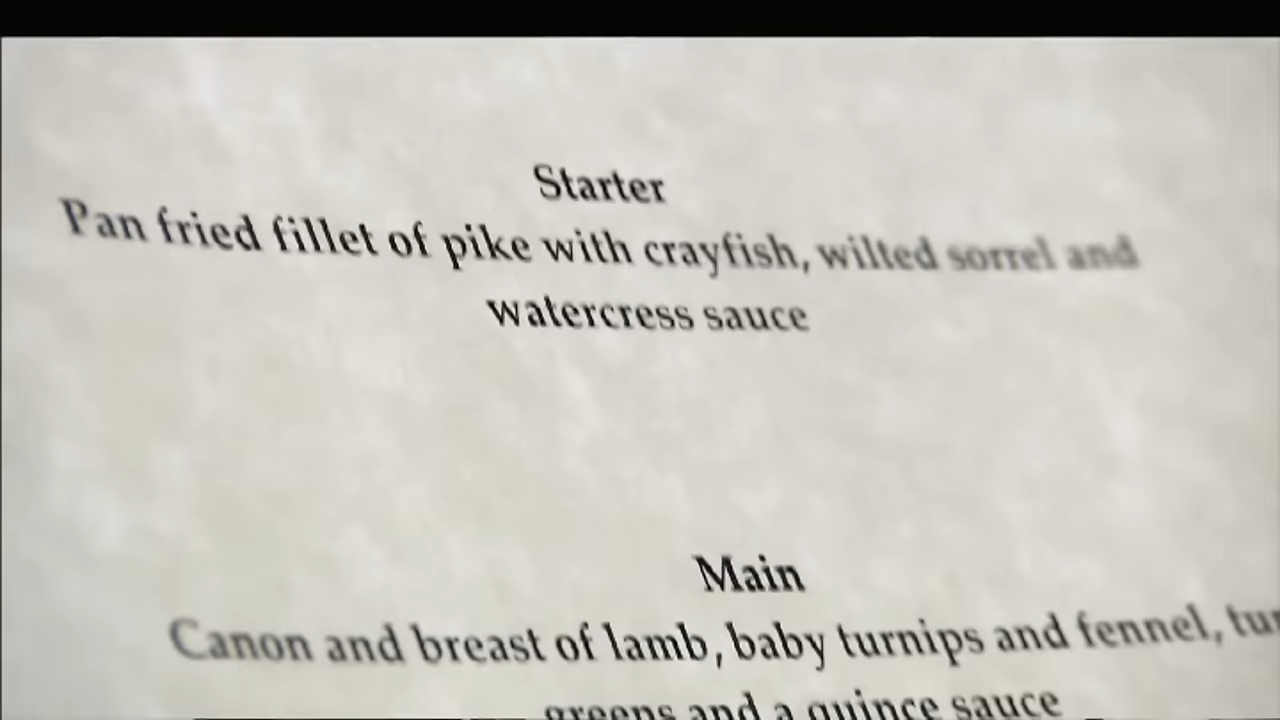 Starter
Pan fried fillet of pike with crayfish, wilted sorrel and
watercress sauce
Main
Canon and breast of lamb, baby turnips and fennel,
greens and a quince sauce